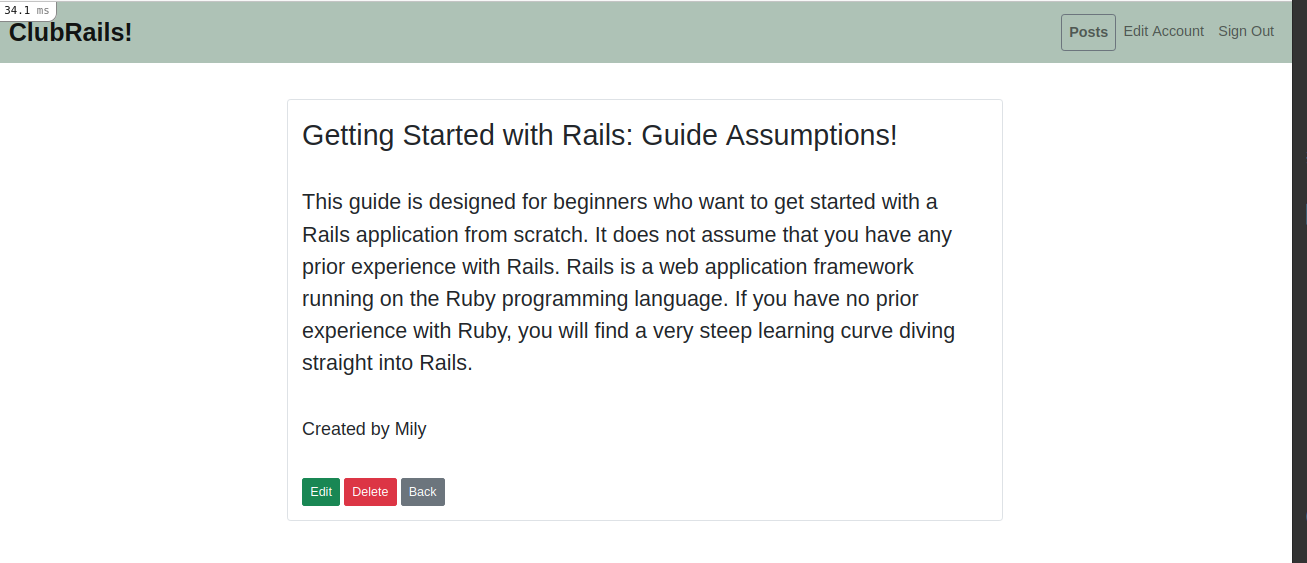 34.1 ms
ClubRails!
Posts Edit Account Sign Out
Getting Started with Rails: Guide Assumptions!
This guide is designed for beginners who want to get started with a
Rails application from scratch. It does not assume that you have any
prior experience with Rails. Rails is a web application framework
running on the Ruby programming language. If you have no prior
experience with Ruby, you will find a very steep learning curve diving
straight into Rails.
Created by Mily
Edit Delete Back